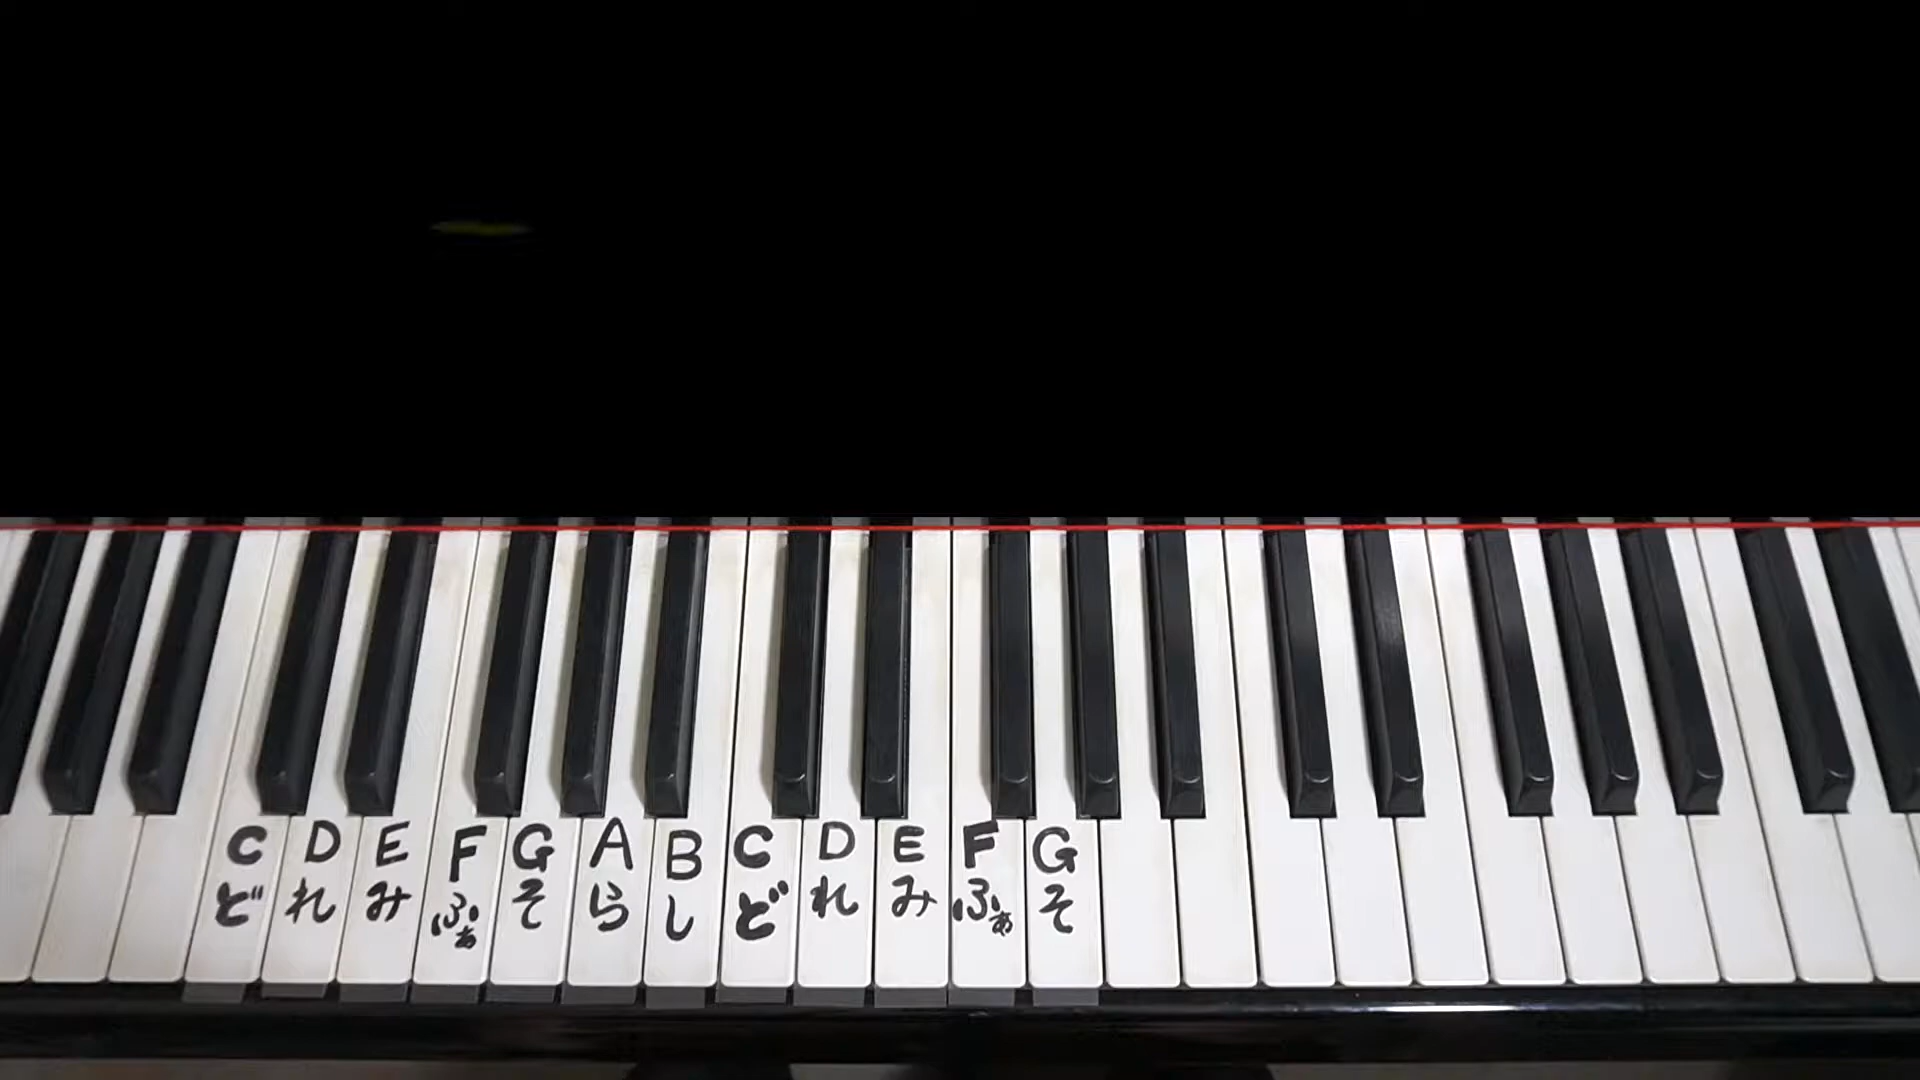 C D E F G A B C D E F G
ど れ み ふぁ そ ら し ど れ み ふぁ そ